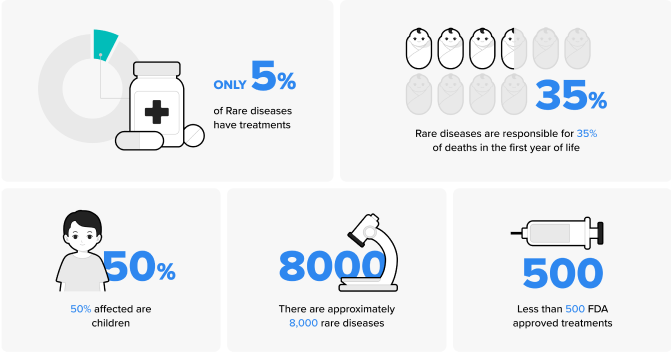 ONLY 5%
of Rare diseases
have treatments
35%
Rare diseases are responsible for 35%
of deaths in the first year of life
50%
50% affected are
children
8000
There are approximately
8,000 rare diseases
500
Less than 500 FDA
approved treatments